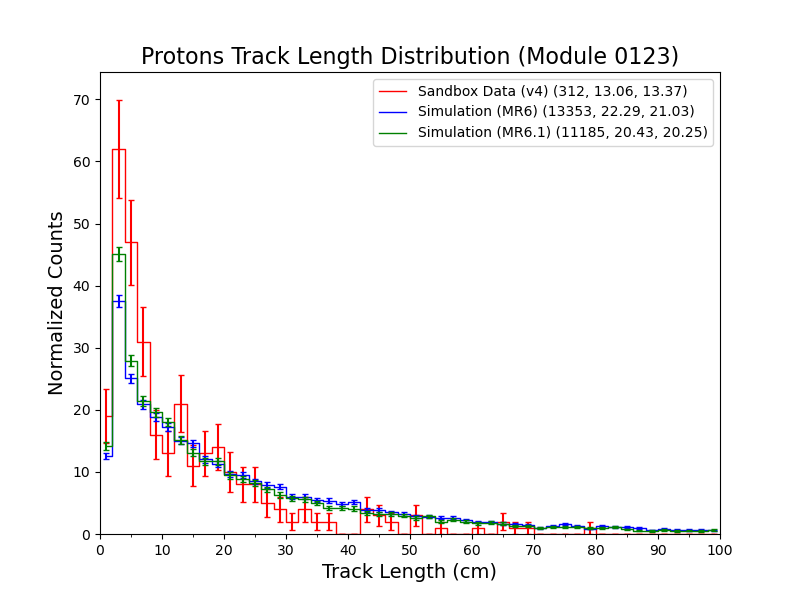 Protons Track Length Distribution (Module 0123)
Sandbox Data (v4) (312, 13.06, 13.37)
Simulation (MR6) (13353, 22.29, 21.03)
Simulation (MR6.1) (11185, 20.43, 20.25)
Normalized Counts
70
60
50
40
30
20
10
0
0 10 20 30 40 50 60 70 80 90 100
Track Length (cm)